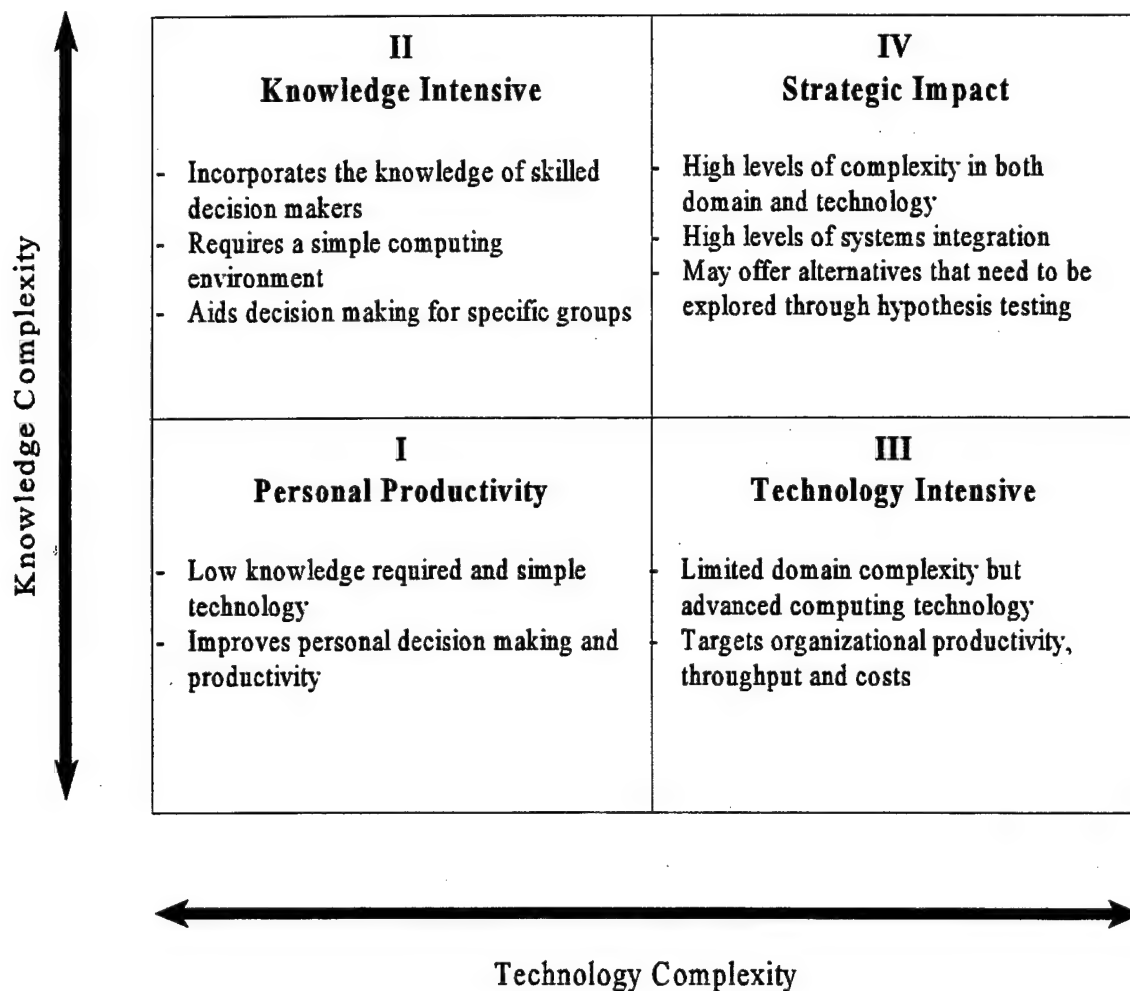 Knowledge Complexity
II
Knowledge Intensive
- Incorporates the knowledge of skilled
decision makers
- Requires a simple computing
environment
- Aids decision making for specific groups
IV
Strategic Impact
- High levels of complexity in both
domain and technology
- High levels of systems integration
- May offer alternatives that need to be
explored through hypothesis testing
I
Personal Productivity
- Low knowledge required and simple
technology
- Improves personal decision making and
productivity
III
Technology Intensive
- Limited domain complexity but
advanced computing technology
- Targets organizational productivity,
throughput and costs
Technology Complexity